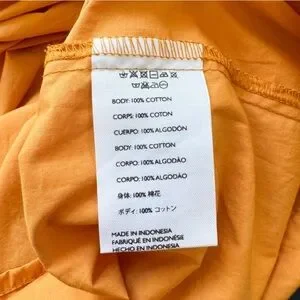 BODY: 100% COTTON
CORPS: 100% COTON
CUERPO: 100% ALGODÓN
BODY: 100% COTTON
CORPO: 100% ALGODÃO
CORPO: 100% ALGODÃO
身体: 100% 棉花
ボディ: 100% コットン
MADE IN INDONESIA
FABRIQUÉ EN INDONÉSIE
HECHO EN INDONESIA